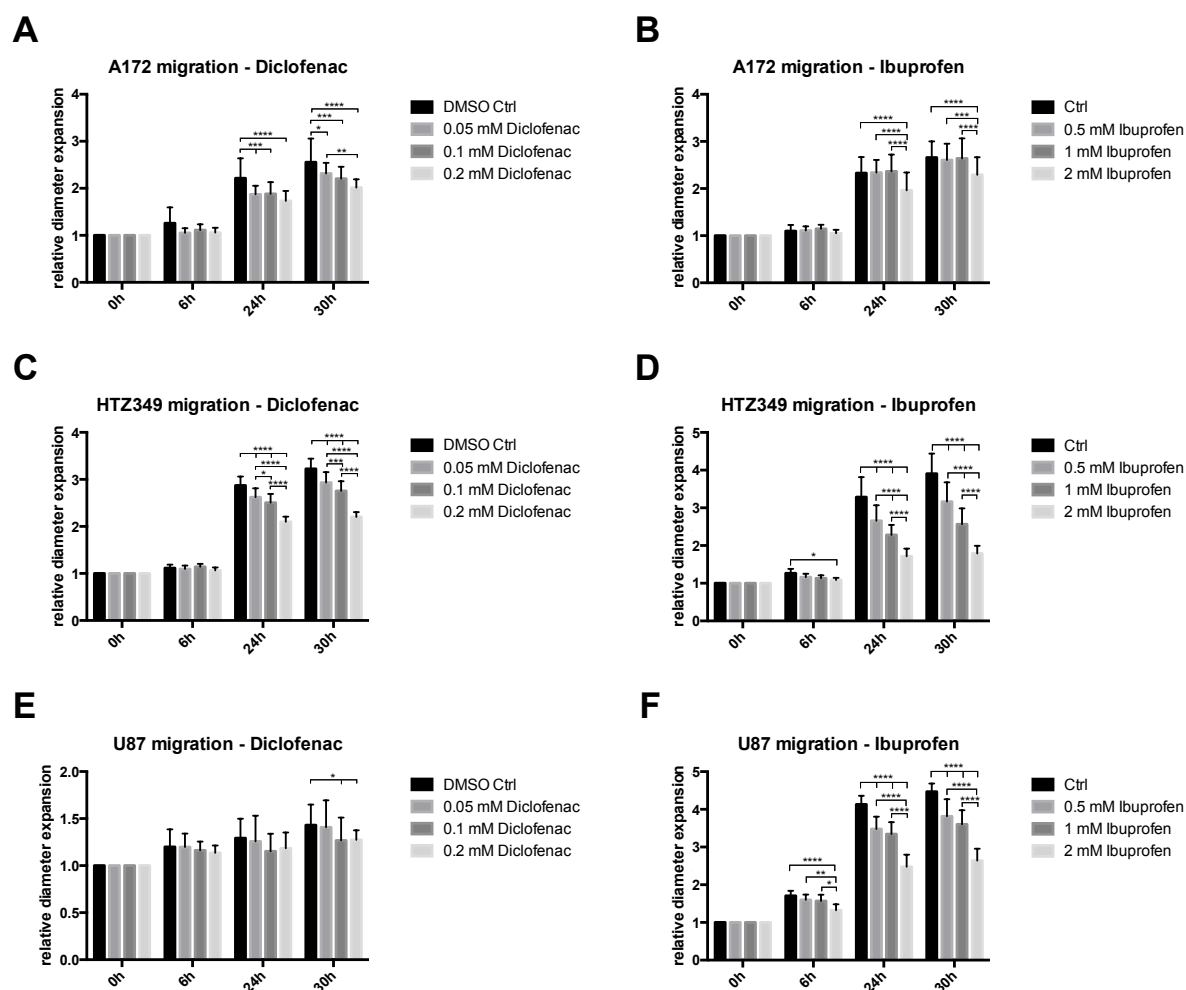 A
A172 migration - Diclofenac
relative diameter expansion
4
3
2
1
0
0h
6h
24h
30h
****
***
****
***
*
**
DMSO Ctrl
0.05 mM Diclofenac
0.1 mM Diclofenac
0.2 mM Diclofenac
B
A172 migration - Ibuprofen
relative diameter expansion
4
3
2
1
0
0h
6h
24h
30h
****
****
****
****
***
****
Ctrl
0.5 mM Ibuprofen
1 mM Ibuprofen
2 mM Ibuprofen
C
HTZ349 migration - Diclofenac
relative diameter expansion
4
3
2
1
0
0h
6h
24h
30h
****
****
*
****
****
****
***
****
DMSO Ctrl
0.05 mM Diclofenac
0.1 mM Diclofenac
0.2 mM Diclofenac
D
HTZ349 migration - Ibuprofen
relative diameter expansion
5
4
3
2
1
0
0h
6h
24h
30h
*
****
****
****
****
****
****
Ctrl
0.5 mM Ibuprofen
1 mM Ibuprofen
2 mM Ibuprofen
E
U87 migration - Diclofenac
relative diameter expansion
2.0
1.5
1.0
0.5
0.0
0h
6h
24h
30h
*
DMSO Ctrl
0.05 mM Diclofenac
0.1 mM Diclofenac
0.2 mM Diclofenac
F
U87 migration - Ibuprofen
relative diameter expansion
5
4
3
2
1
0
0h
6h
24h
30h
****
**
*
****
****
****
****
****
****
Ctrl
0.5 mM Ibuprofen
1 mM Ibuprofen
2 mM Ibuprofen